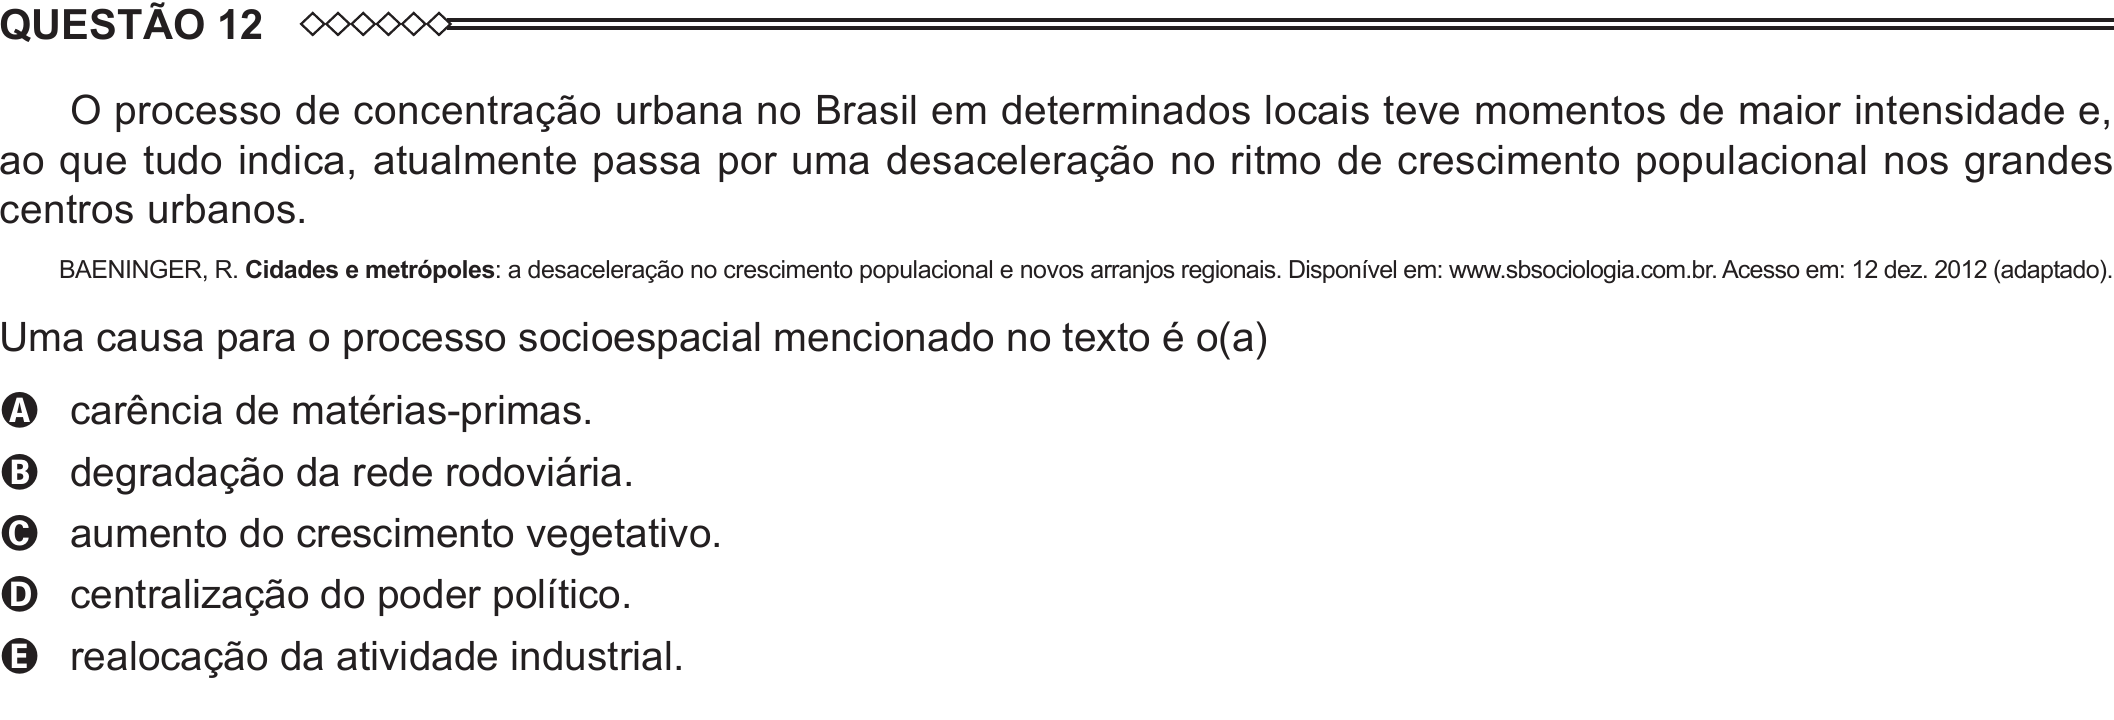 QUESTÃO 12
O processo de concentração urbana no Brasil em determinados locais teve momentos de maior intensidade e,
ao que tudo indica, atualmente passa por uma desaceleração no ritmo de crescimento populacional nos grandes
centros urbanos.
BAENINGER, R. Cidades e metrópoles: a desaceleração no crescimento populacional e novos arranjos regionais. Disponível em: www.sbsociologia.com.br. Acesso em: 12 dez. 2012 (adaptado).
Uma causa para o processo socioespacial mencionado no texto é o(a)
A carência de matérias-primas.
B degradação da rede rodoviária.
C aumento do crescimento vegetativo.
D centralização do poder político.
E realocação da atividade industrial.